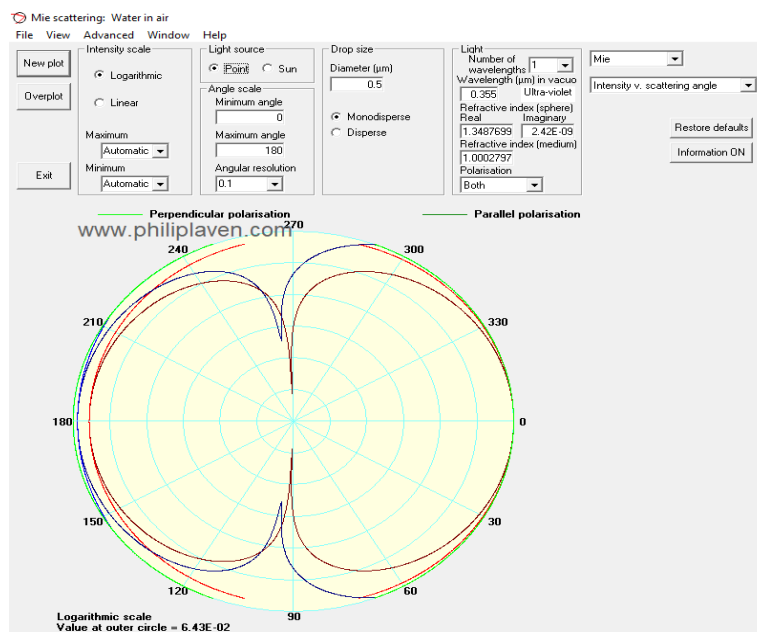 Mie scattering: Water in air
File View Advanced Window Help
New plot
Overplot
Exit
Intensity scale
Logarithmic
Linear
Maximum
Automatic
Minimum
Automatic
Light source
Point Sun
Angle scale
Minimum angle
0
Maximum angle
180
Angular resolution
0.1
Drop size
Diameter (µm)
0.5
Monodisperse
Disperse
Light
Number of
wavelengths 1
Wavelength (µm) in vacuo
0.355 Ultra-violet
Refractive index (sphere)
Real Imaginary
1.3487699 2.42E-09
Refractive index (medium)
1.0002797
Polarisation
Both
Mie
Intensity v. scattering angle
Restore defaults
Information ON
Perpendicular polarisation
Parallel polarisation
www.philiplaven.com
270
240
300
210
330
180
0
150
30
120
60
90
Logarithmic scale
Value at outer circle = 6.43E-02